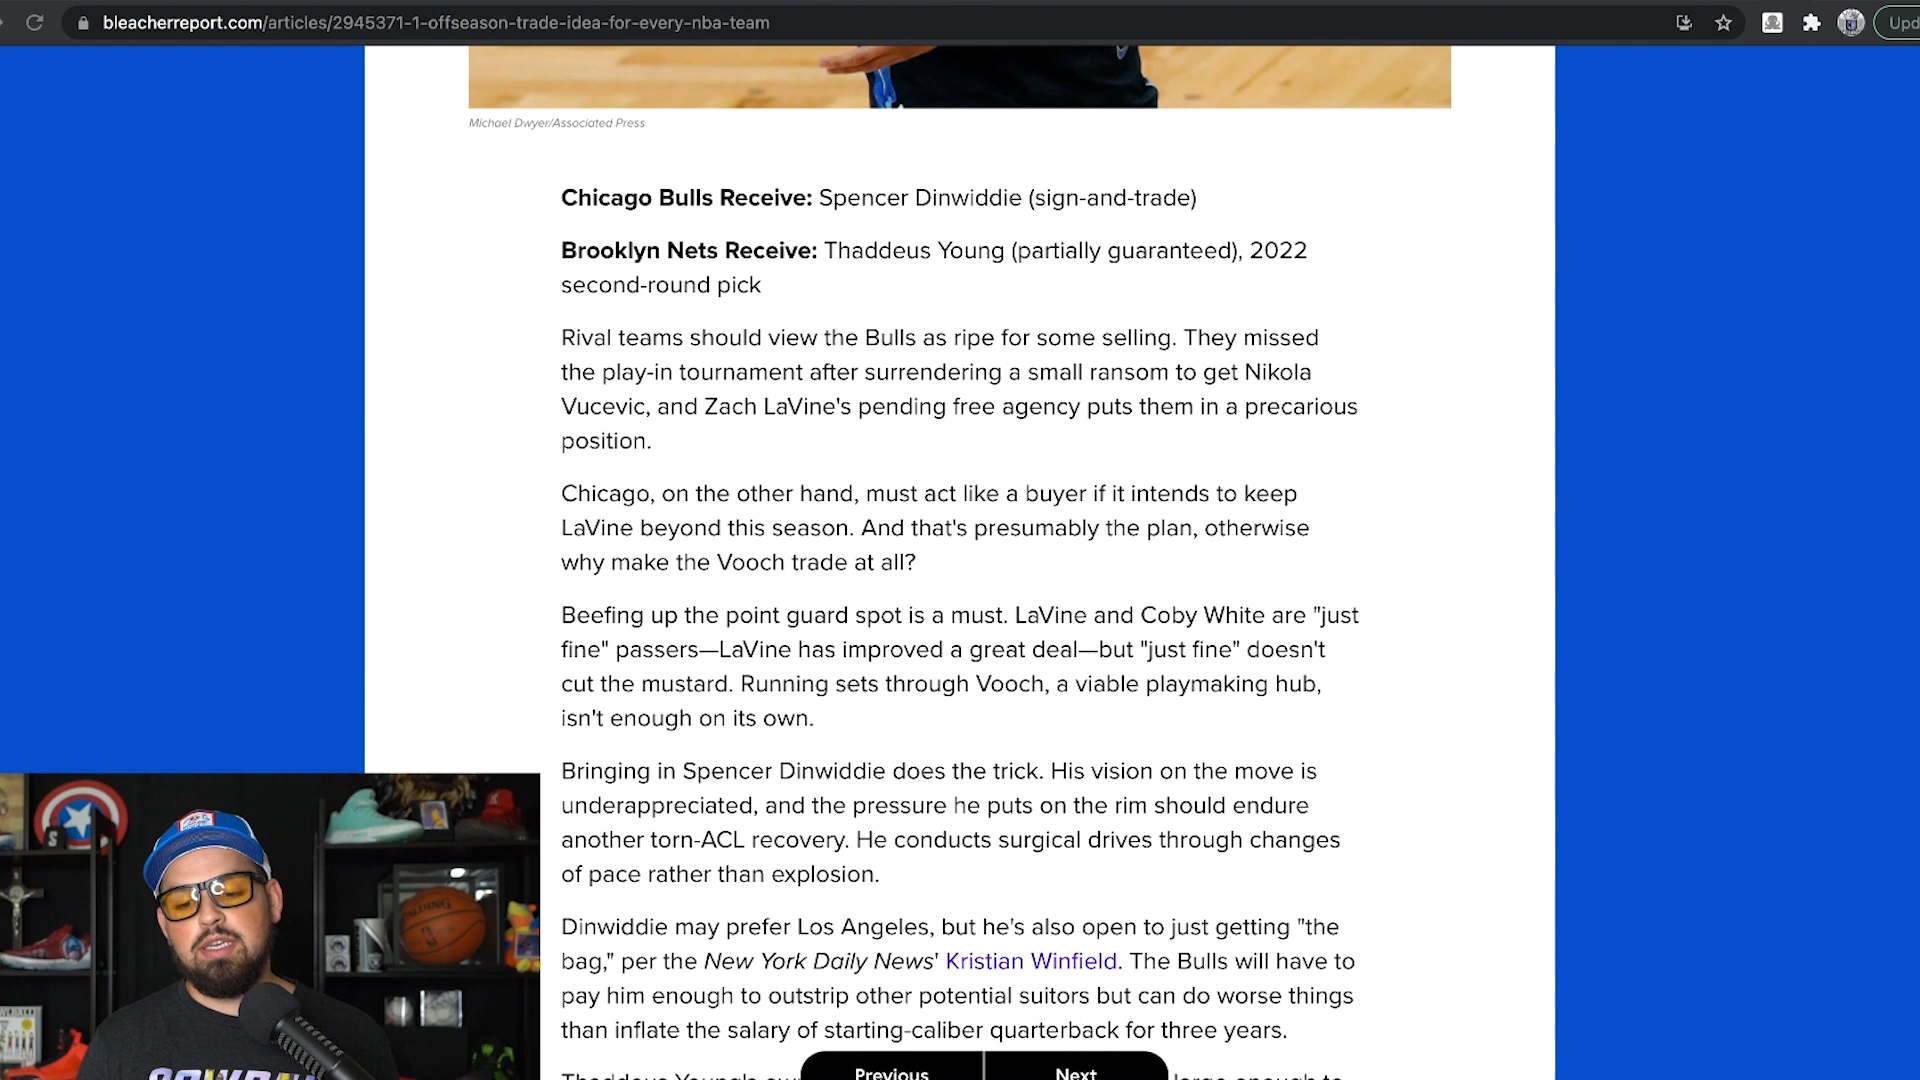 bleacherreport.com/articles/2945371-1-offseason-trade-idea-for-every-nba-team
Upd
Michael Dwyer/Associated Press
Chicago Bulls Receive: Spencer Dinwiddie (sign-and-trade)
Brooklyn Nets Receive: Thaddeus Young (partially guaranteed), 2022
second-round pick
Rival teams should view the Bulls as ripe for some selling. They missed
the play-in tournament after surrendering a small ransom to get Nikola
Vucevic, and Zach LaVine's pending free agency puts them in a precarious
position.
Chicago, on the other hand, must act like a buyer if it intends to keep
LaVine beyond this season. And that's presumably the plan, otherwise
why make the Vooch trade at all?
Beefing up the point guard spot is a must. LaVine and Coby White are "just
fine" passers—LaVine has improved a great deal—but "just fine" doesn't
cut the mustard. Running sets through Vooch, a viable playmaking hub,
isn't enough on its own.
Bringing in Spencer Dinwiddie does the trick. His vision on the move is
underappreciated, and the pressure he puts on the rim should endure
another torn-ACL recovery. He conducts surgical drives through changes
of pace rather than explosion.
Dinwiddie may prefer Los Angeles, but he's also open to just getting "the
bag," per the New York Daily News' Kristian Winfield. The Bulls will have to
pay him enough to outstrip other potential suitors but can do worse things
than inflate the salary of starting-caliber quarterback for three years.
Previous
Next
SPALDING